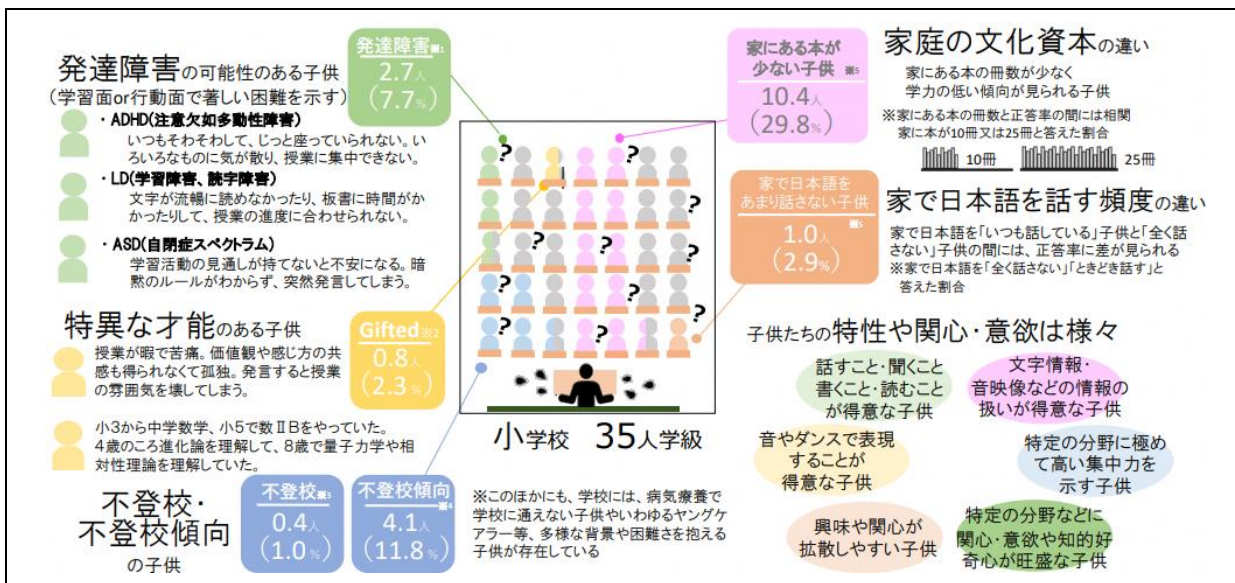 発達障害の可能性のある子供
(学習面or行動面で著しい困難を示す)
発達障害※1
2.7人
(7.7%)
・ADHD(注意欠如多動性障害)
いつもそわそわして、じっと座っていられない。い
ろいろなものに気が散り、授業に集中できない。
・LD(学習障害、読字障害)
文字が流暢に読めなかったり、板書に時間がか
かったりして、授業の進度に合わせられない。
・ASD(自閉症スペクトラム)
学習活動の見通しが持てないと不安になる。暗
黙のルールがわからず、突然発言してしまう。
特異な才能のある子供
Gifted※2
0.8人
(2.3%)
授業が暇で苦痛。価値観や感じ方の共
感も得られなくて孤独。発言すると授業
の雰囲気を壊してしまう。
小3から中学数学、小5で数ⅡBをやっていた。
4歳のころ進化論を理解して、8歳で量子力学や相
対性理論を理解していた。
不登校・
不登校傾向
の子供
不登校※3
0.4人
(1.0%)
不登校傾向
※4
4.1人
(11.8%)
?
?
?
?
?
?
?
?
?
?
?
小学校 35人学級
※このほかにも、学校には、病気療養で
学校に通えない子供やいわゆるヤングケ
アラー等、多様な背景や困難さを抱える
子供が存在している
家にある本が
少ない子供 ※5
10.4人
(29.8%)
家庭の文化資本の違い
家にある本の冊数が少なく
学力の低い傾向が見られる子供
※家にある本の冊数と正答率の間には相関
家に本が10冊又は25冊と答えた割合
10冊
25冊
家で日本語を
あまり話さない子供
※5
1.0人
(2.9%)
家で日本語を話す頻度の違い
家で日本語を「いつも話している」子供と「全く話
さない」子供の間には、正答率に差が見られる
※家で日本語を「全く話さない」「ときどき話す」と
答えた割合
子供たちの特性や関心・意欲は様々
話すこと・聞くこと
書くこと・読むこと
が得意な子供
文字情報・
音映像などの情報の
扱いが得意な子供
音やダンスで表現
することが
得意な子供
特定の分野に極め
て高い集中力を
示す子供
興味や関心が
拡散しやすい子供
特定の分野などに
関心・意欲や知的好
奇心が旺盛な子供